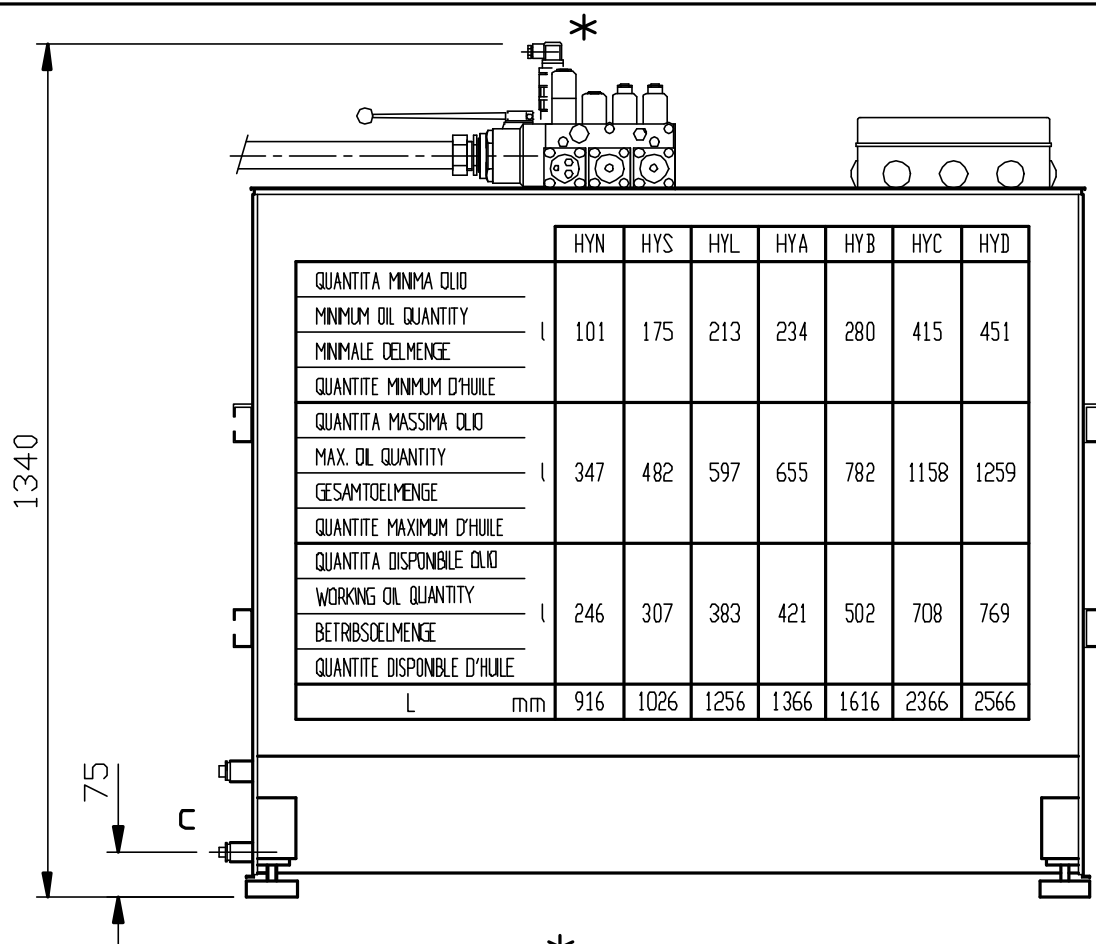 *
HYN HYS HYL HYA HYB HYC HYD
QUANTITA MINIMA OLIO
MINIMUM OIL QUANTITY
MINIMALE OELMENGE
QUANTITE MINIMUM D'HUILE
l 101 175 213 234 280 415 451
QUANTITA MASSIMA OLIO
MAX. OIL QUANTITY
GESAMTOELMENGE
QUANTITE MAXIMUM D'HUILE
l 347 482 597 655 782 1158 1259
QUANTITA DISPONIBILE OLIO
WORKING OIL QUANTITY
BETRIBSOELMENGE
QUANTITE DISPONIBLE D'HUILE
l 246 307 383 421 502 708 769
L mm 916 1026 1256 1366 1616 2366 2566
1340
75
C
*